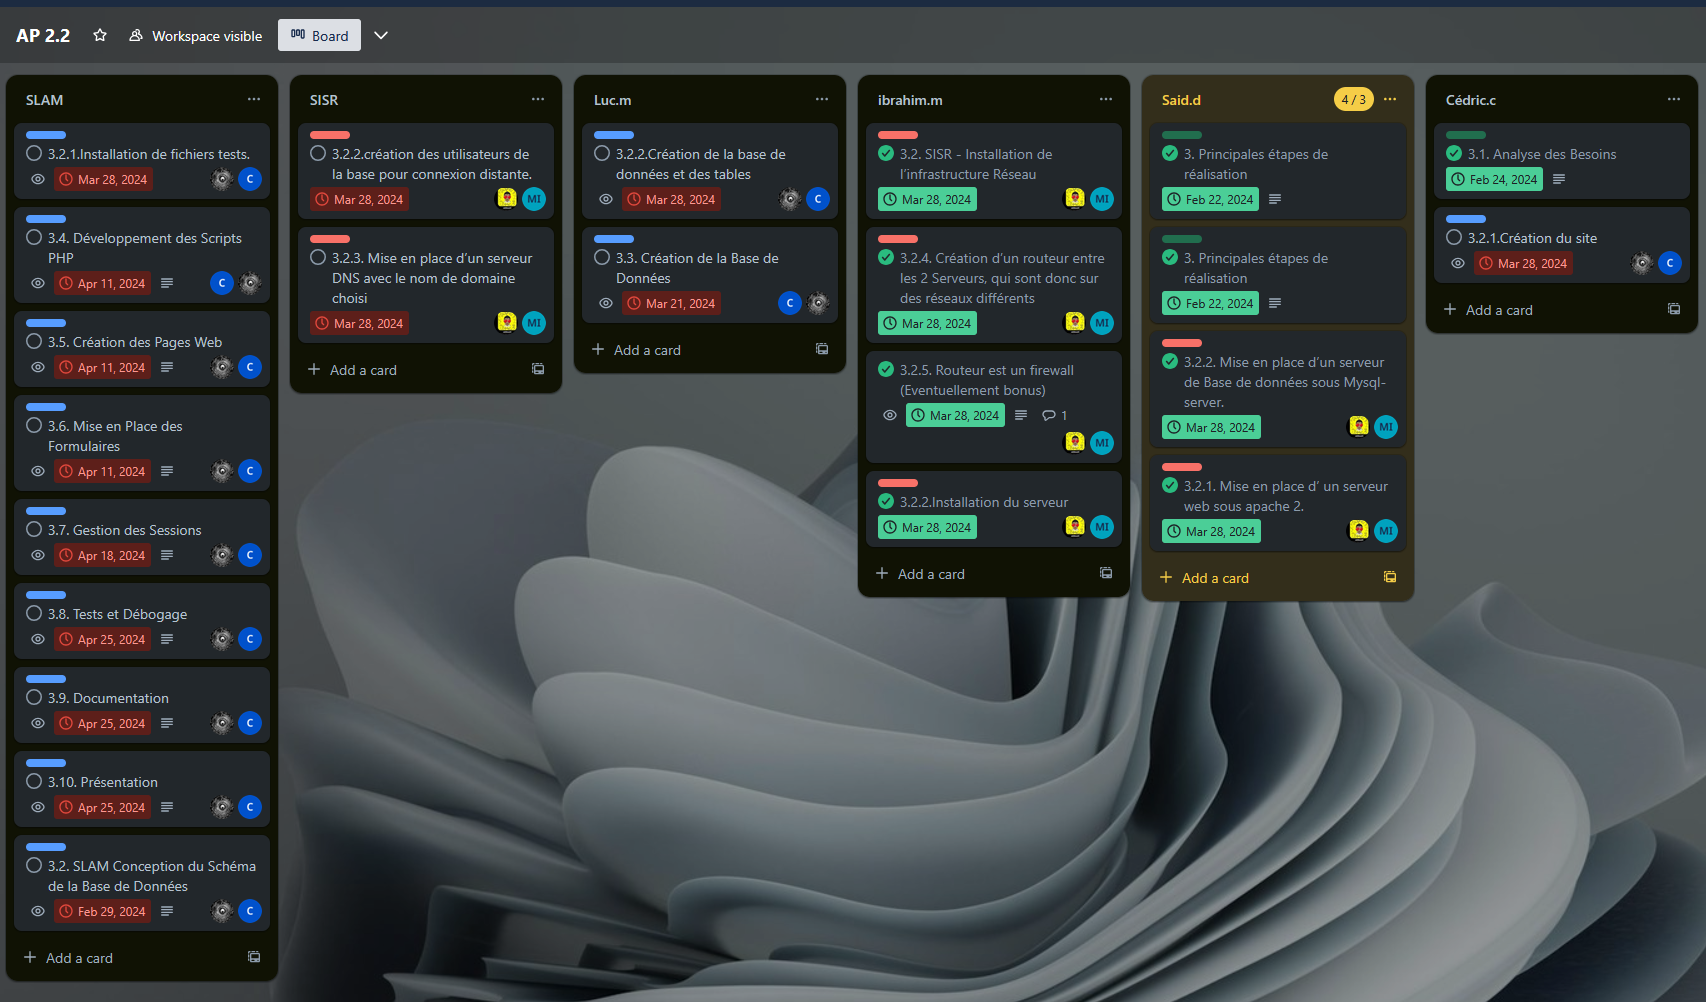 AP 2.2
Workspace visible
Board
SLAM
3.2.1.Installation de fichiers tests.
Mar 28, 2024
C
3.4. Développement des Scripts
PHP
Apr 11, 2024
C
3.5. Création des Pages Web
Apr 11, 2024
C
3.6. Mise en Place des
Formulaires
Apr 11, 2024
C
3.7. Gestion des Sessions
Apr 18, 2024
C
3.8. Tests et Débogage
Apr 25, 2024
C
3.9. Documentation
Apr 25, 2024
C
3.10. Présentation
Apr 25, 2024
C
3.2. SLAM Conception du Schéma
de la Base de Données
Feb 29, 2024
C
Add a card
SISR
3.2.2.création des utilisateurs de
la base pour connexion distante.
Mar 28, 2024
MI
3.2.3. Mise en place d’un serveur
DNS avec le nom de domaine
choisi
Mar 28, 2024
MI
Add a card
Luc.m
3.2.2.Création de la base de
données et des tables
Mar 28, 2024
C
3.3. Création de la Base de
Données
Mar 21, 2024
C
Add a card
ibrahim.m
3.2. SISR - Installation de
l’infrastructure Réseau
Mar 28, 2024
MI
3.2.4. Création d’un routeur entre
les 2 Serveurs, qui sont donc sur
des réseaux différents
Mar 28, 2024
MI
3.2.5. Routeur est un firewall
(Eventuellement bonus)
Mar 28, 2024
1
MI
3.2.2.Installation du serveur
Mar 28, 2024
MI
Add a card
Said.d
4 / 3
3. Principales étapes de
réalisation
Feb 22, 2024
3. Principales étapes de
réalisation
Feb 22, 2024
3.2.2. Mise en place d’un serveur
de Base de données sous Mysql-
server.
Mar 28, 2024
MI
3.2.1. Mise en place d’ un serveur
web sous apache 2.
Mar 28, 2024
MI
Add a card
Cédric.c
3.1. Analyse des Besoins
Feb 24, 2024
3.2.1.Création du site
Mar 28, 2024
C
Add a card